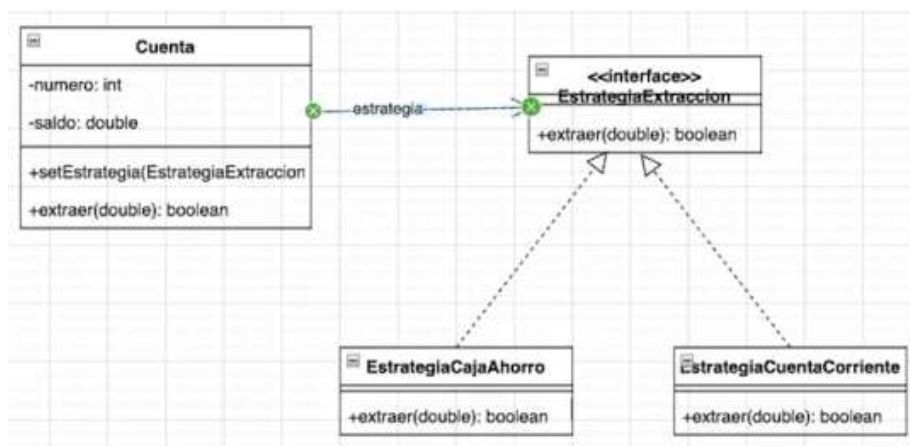 Cuenta
-numero: int
-saldo: double
+setEstrategia(EstrategiaExtraccion
+extraer(double): boolean
estrategia
<<interface>>
EstrategiaExtraccion
+extraer(double): boolean
EstrategiaCajaAhorro
+extraer(double): boolean
EstrategiaCuentaCorriente
+extraer(double): boolean